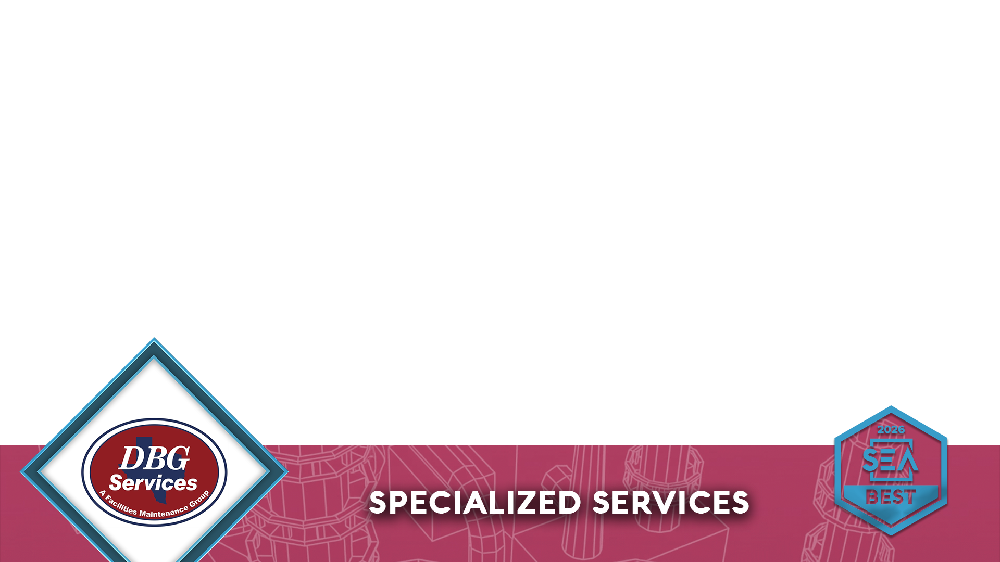 DBG
Services
A Facilities Maintenance Group
SPECIALIZED SERVICES
2026
SEA
BEST